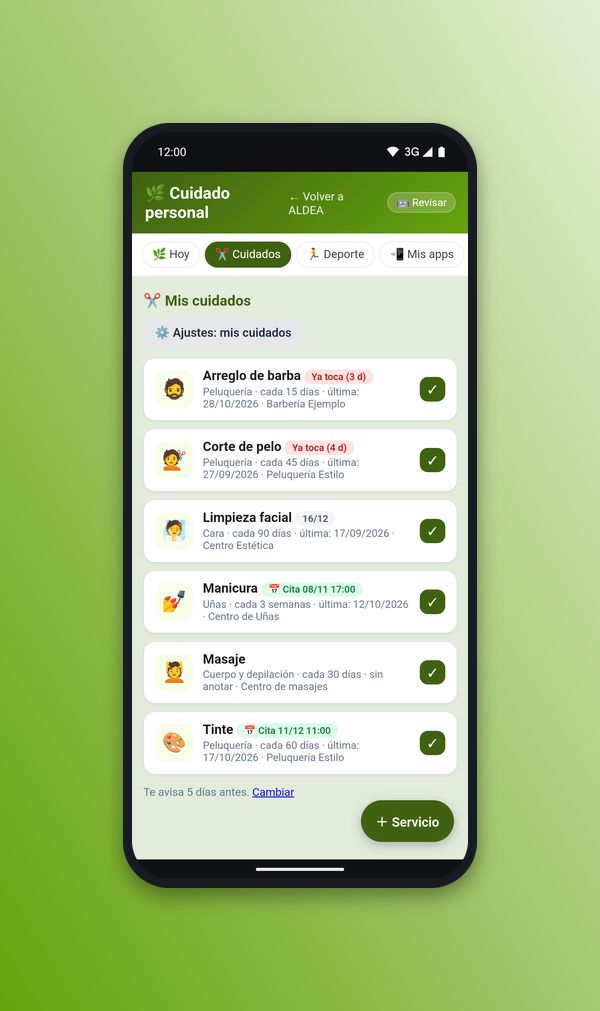 12:00
3G
🌿 Cuidado
personal
← Volver a
ALDEA
🤖 Revisar
🌿 Hoy
✂️ Cuidados
🏃 Deporte
📲 Mis apps
✂️ Mis cuidados
⚙️ Ajustes: mis cuidados
Arreglo de barba Ya toca (3 d)
Peluquería · cada 15 días · última:
28/10/2026 · Barbería Ejemplo
✓
Corte de pelo Ya toca (4 d)
Peluquería · cada 45 días · última:
27/09/2026 · Peluquería Estilo
✓
Limpieza facial 16/12
Cara · cada 90 días · última: 17/09/2026 ·
Centro Estética
✓
Manicura 📅 Cita 08/11 17:00
Uñas · cada 3 semanas · última: 12/10/2026
· Centro de Uñas
✓
Masaje
Cuerpo y depilación · cada 30 días · sin
anotar · Centro de masajes
✓
Tinte 📅 Cita 11/12 11:00
Peluquería · cada 60 días · última:
17/10/2026 · Peluquería Estilo
✓
Te avisa 5 días antes. Cambiar
+ Servicio